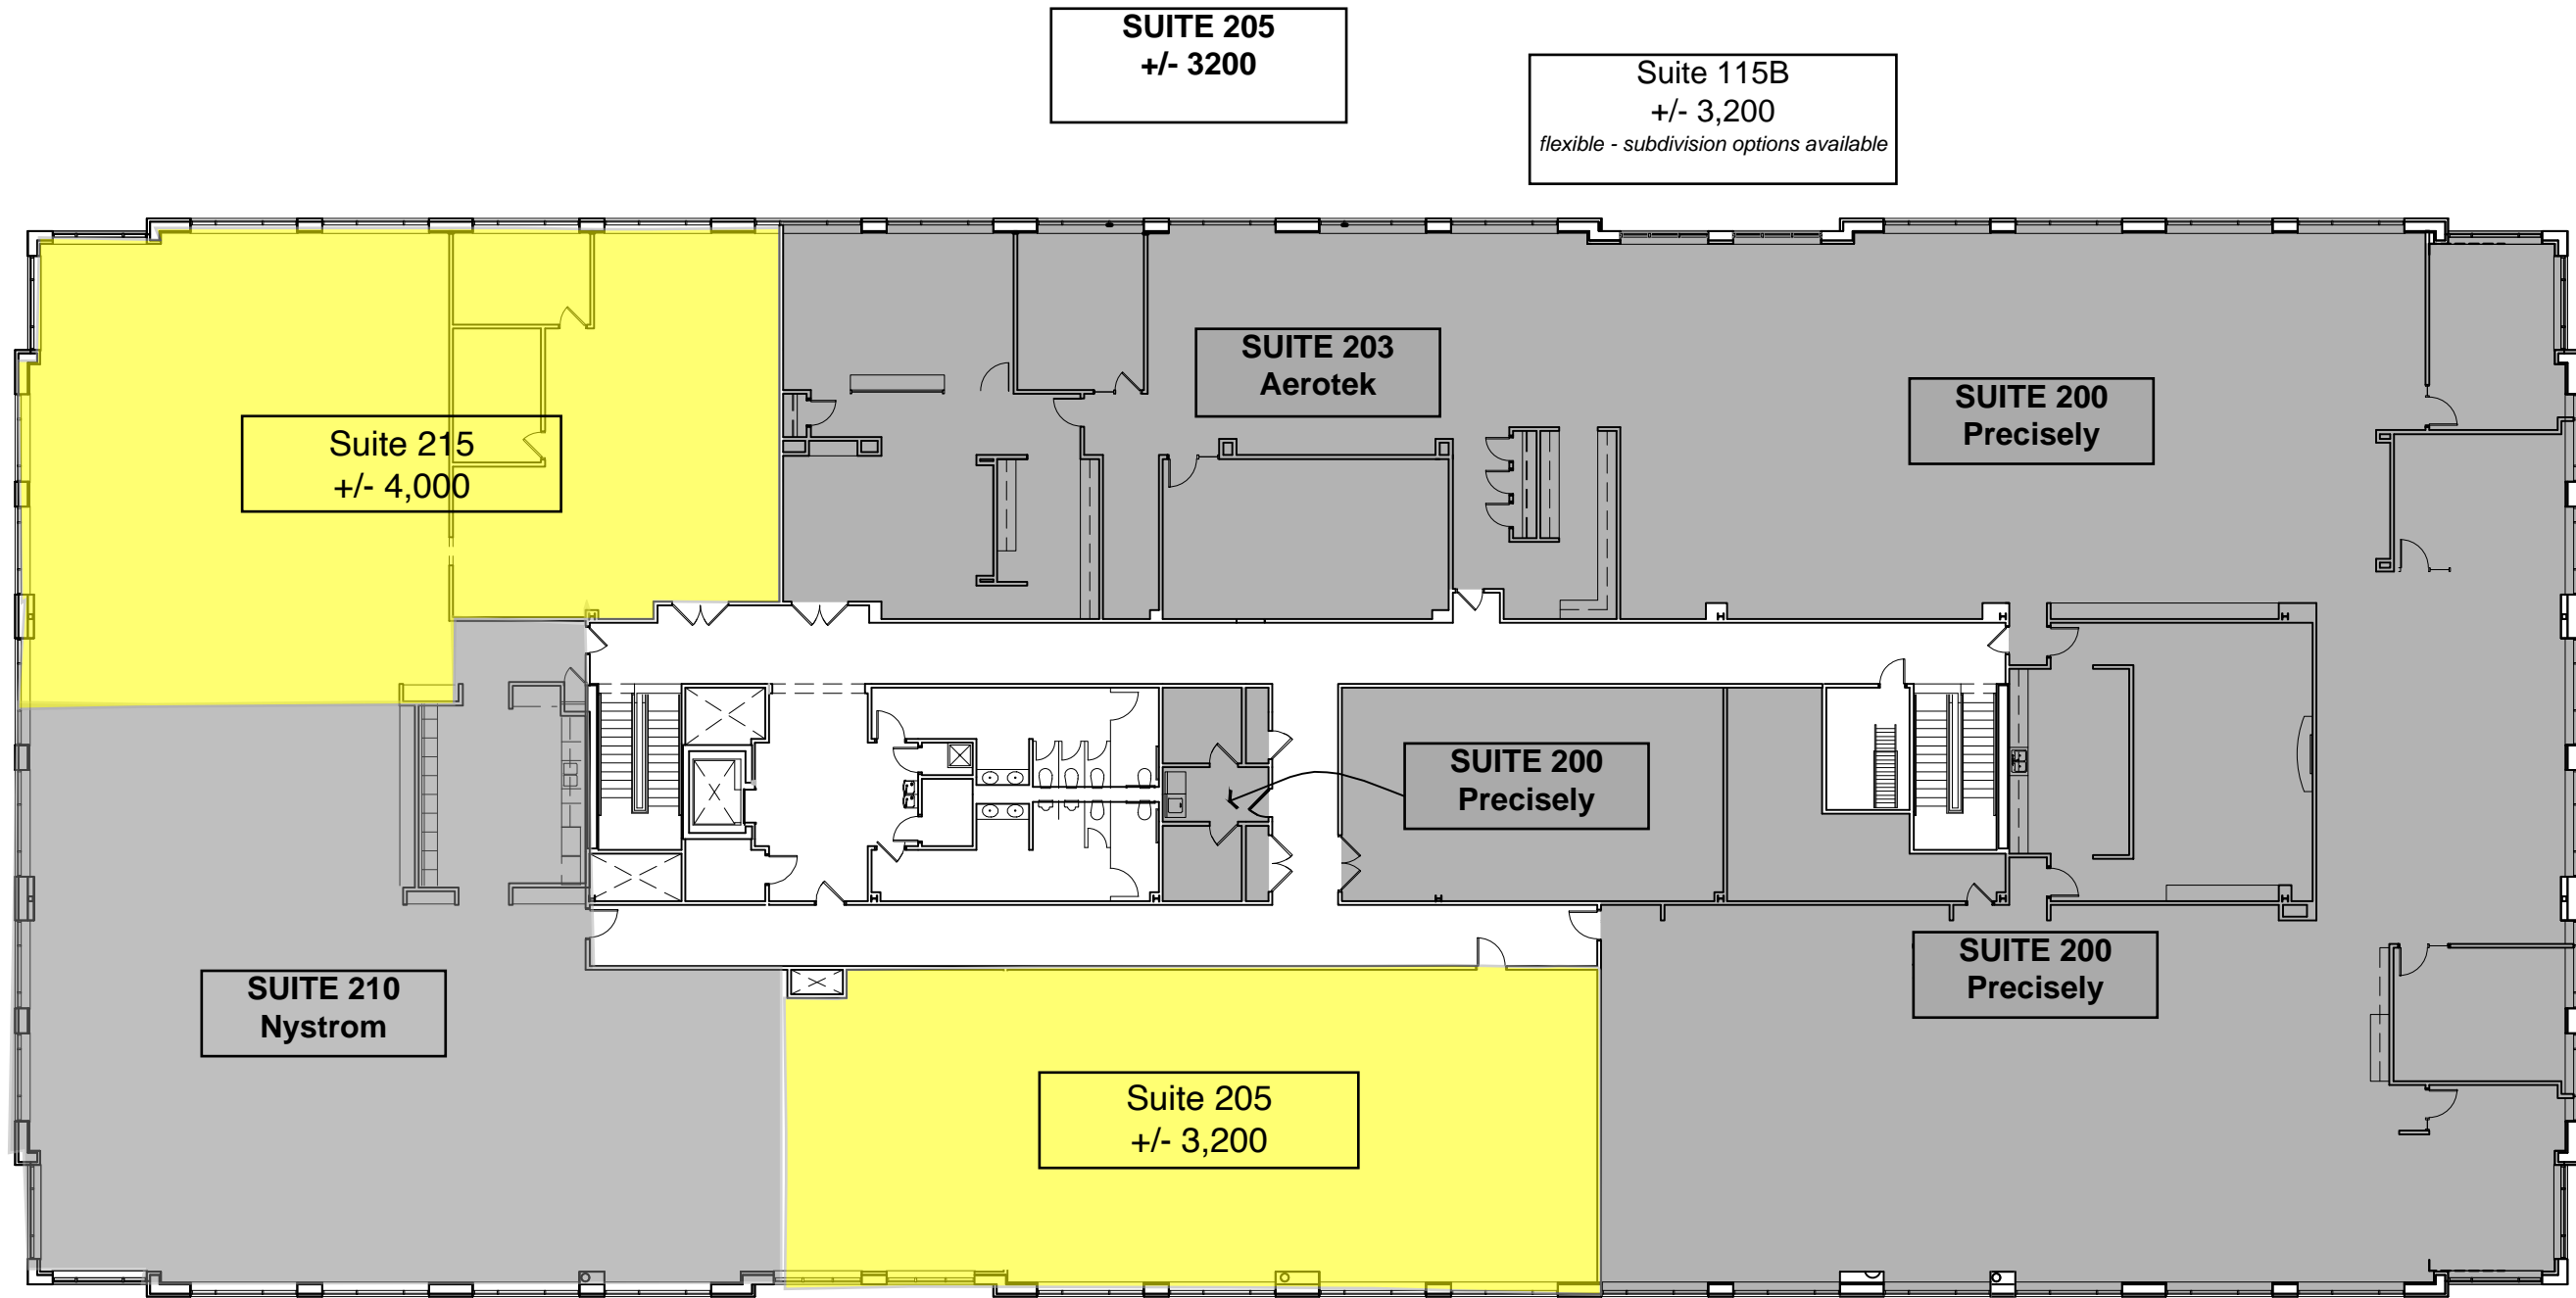 SUITE 205
+/- 3200
Suite 115B
+/- 3,200
flexible - subdivision options available
SUITE 203
Aerotek
SUITE 200
Precisely
Suite 215
+/- 4,000
SUITE 200
Precisely
SUITE 200
Precisely
SUITE 210
Nystrom
Suite 205
+/- 3,200